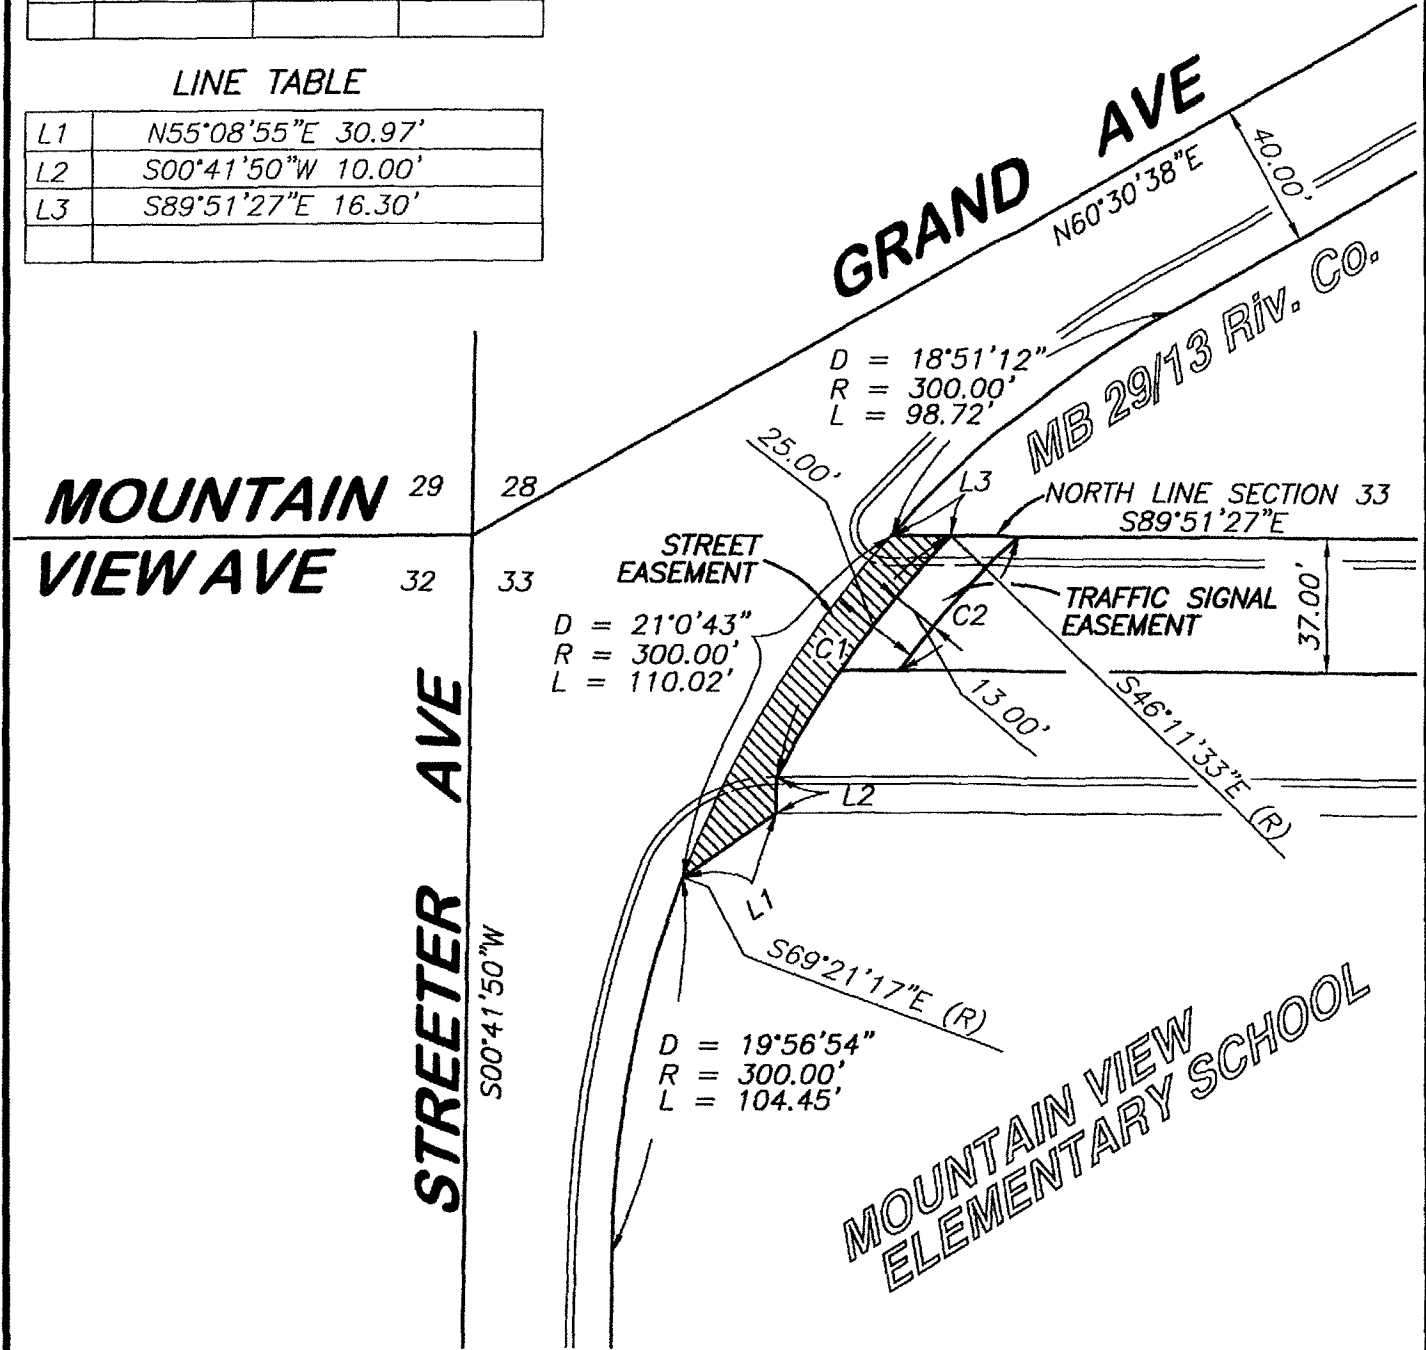 LINE TABLE
L1 N55°08'55"E 30.97'
L2 S00°41'50"W 10.00'
L3 S89°51'27"E 16.30'
GRAND AVE
N60°30'38"E
40.00'
MB 29/13 Riv. Co.
D = 18°51'12"
R = 300.00'
L = 98.72'
25.00'
L3
NORTH LINE SECTION 33
S89°51'27"E
MOUNTAIN
VIEW AVE
29 28
32 33
STREET
EASEMENT
D = 21°0'43"
R = 300.00'
L = 110.02'
C1
C2
TRAFFIC SIGNAL
EASEMENT
37.00'
13.00'
S46°11'33"E (R)
L2
L1
S69°21'17"E (R)
STREETER AVE
S00°41'50"W
D = 19°56'54"
R = 300.00'
L = 104.45'
MOUNTAIN VIEW
ELEMENTARY SCHOOL